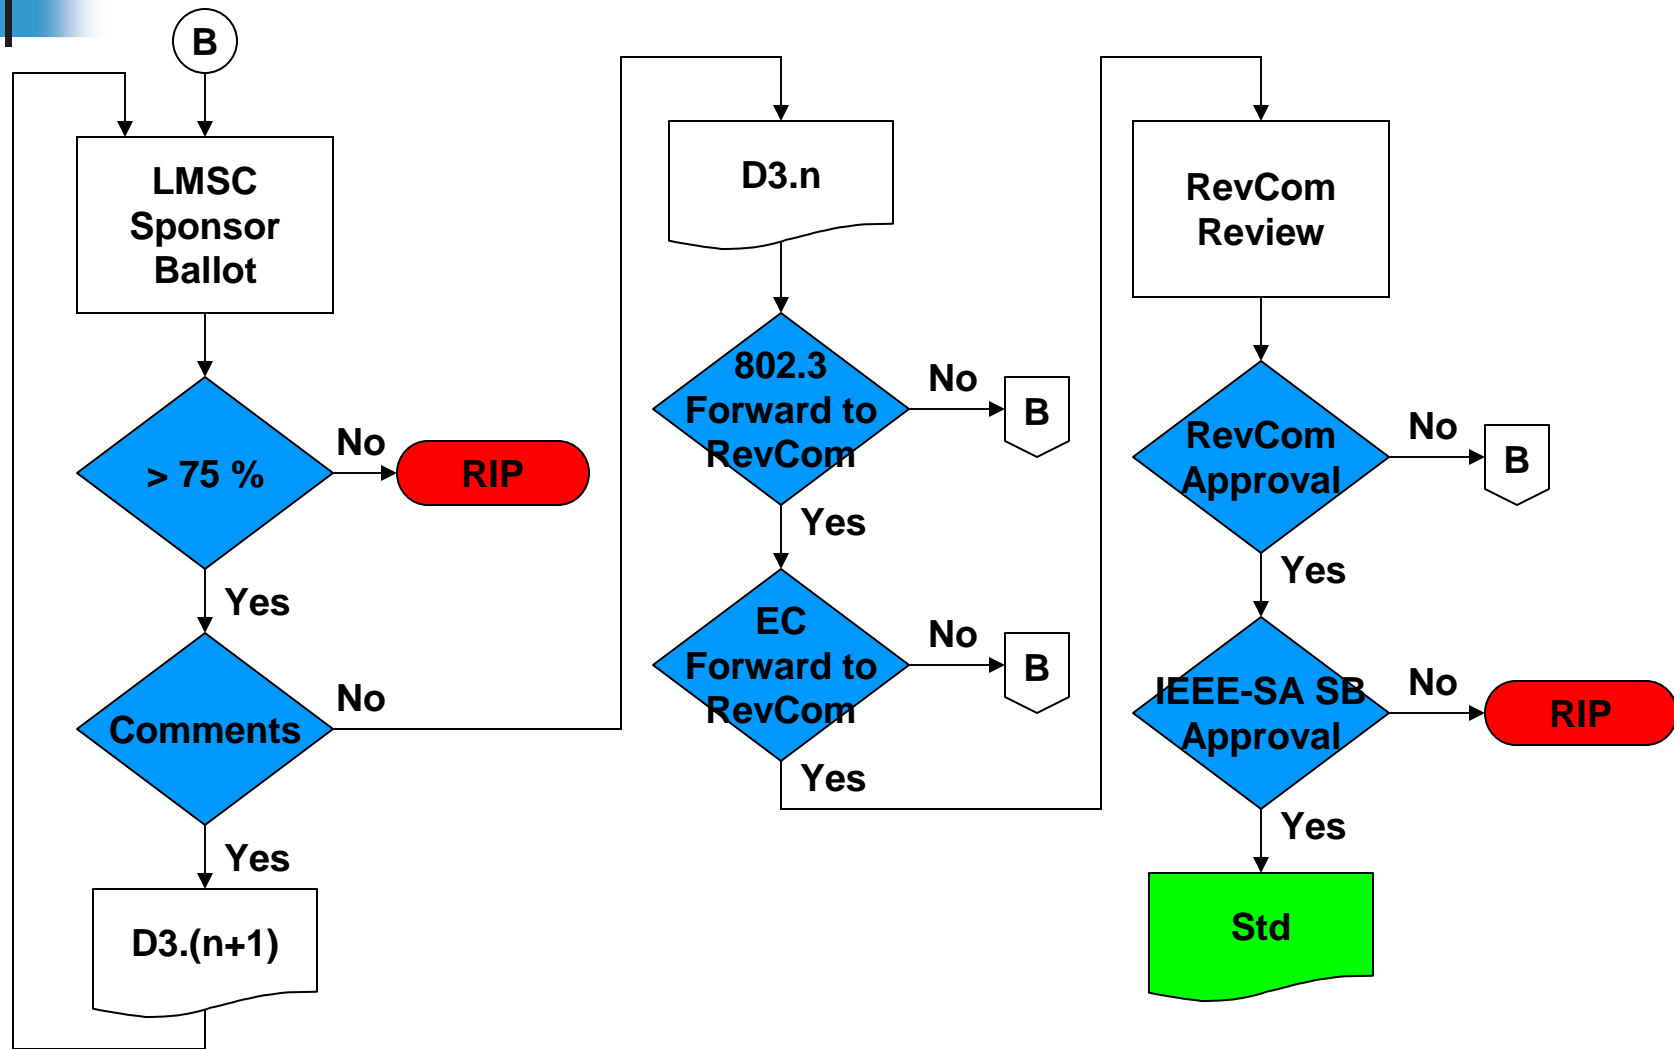 B
LMSC
Sponsor
Ballot
> 75 %
No
RIP
Yes
Comments
No
Yes
D3.(n+1)
D3.n
802.3
Forward to
RevCom
No
B
Yes
EC
Forward to
RevCom
No
B
Yes
RevCom
Review
RevCom
Approval
No
B
Yes
IEEE-SA SB
Approval
No
RIP
Yes
Std